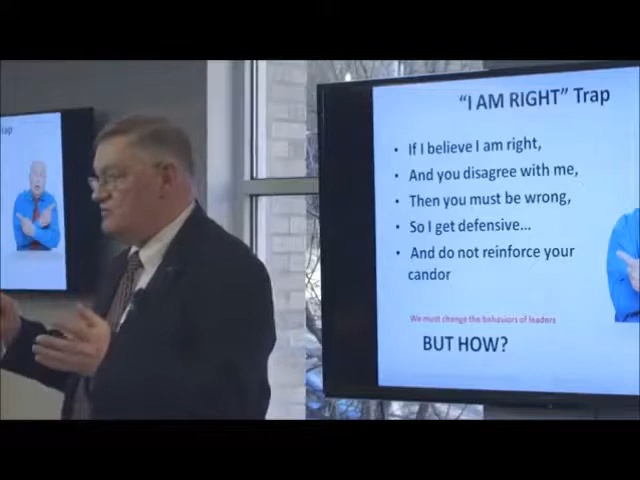 "I AM RIGHT" Trap
• If I believe I am right,
• And you disagree with me,
• Then you must be wrong,
• So I get defensive...
• And do not reinforce your
candor
We must change the behaviors of leaders
BUT HOW?